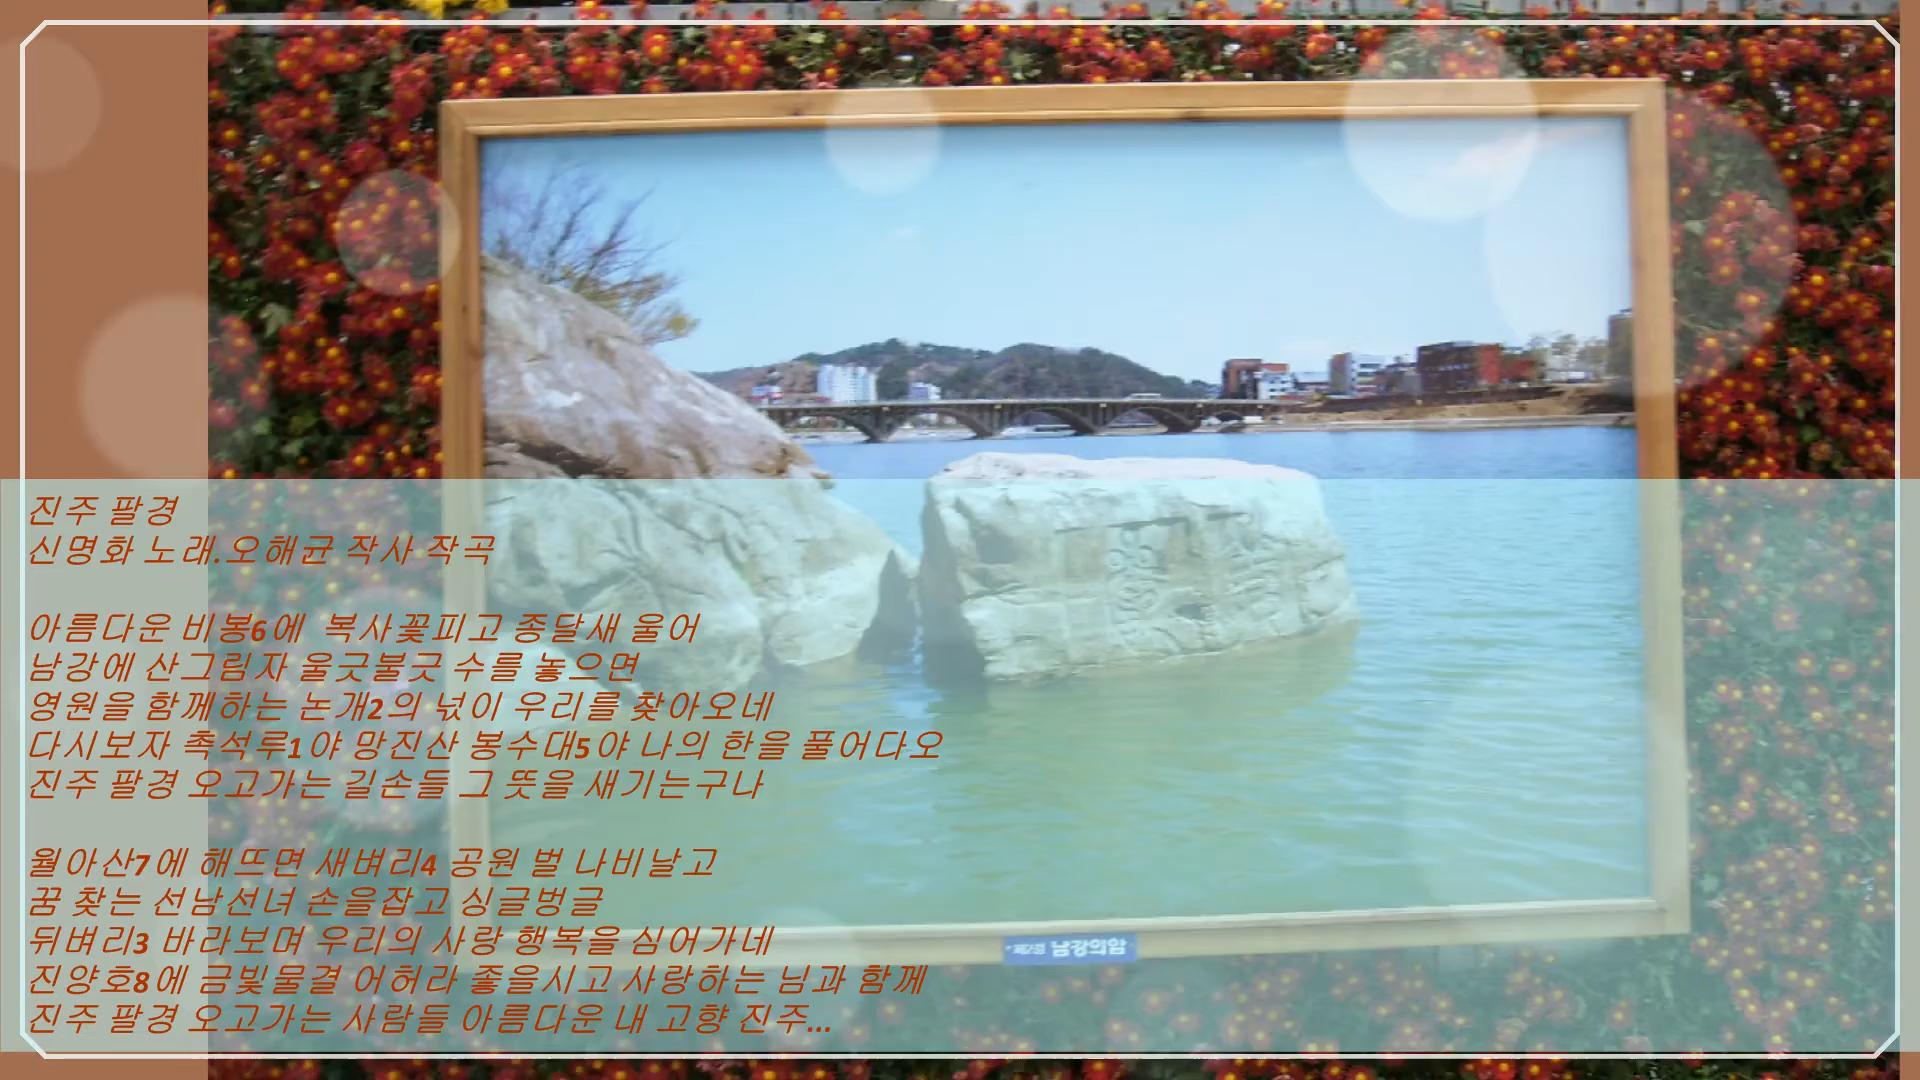 진주 팔경
신명화 노래.오해균 작사 작곡
아름다운 비봉6에 복사꽃피고 종달새 울어
남강에 산그림자 울긋불긋 수를 놓으면
영원을 함께하는 논개2의 넋이 우리를 찾아오네
다시보자 촉석루1야 망진산 봉수대5야 나의 한을 풀어다오
진주 팔경 오고가는 길손들 그 뜻을 새기는구나
월아산7에 해뜨면 새벼리4 공원 벌 나비날고
꿈 찾는 선남선녀 손을잡고 싱글벙글
뒤벼리3 바라보며 우리의 사랑 행복을 심어가네
진양호8에 금빛물결 어허라 좋을시고 사랑하는 님과 함께
진주 팔경 오고가는 사람들 아름다운 내 고향 진주...
제2경 남강의암